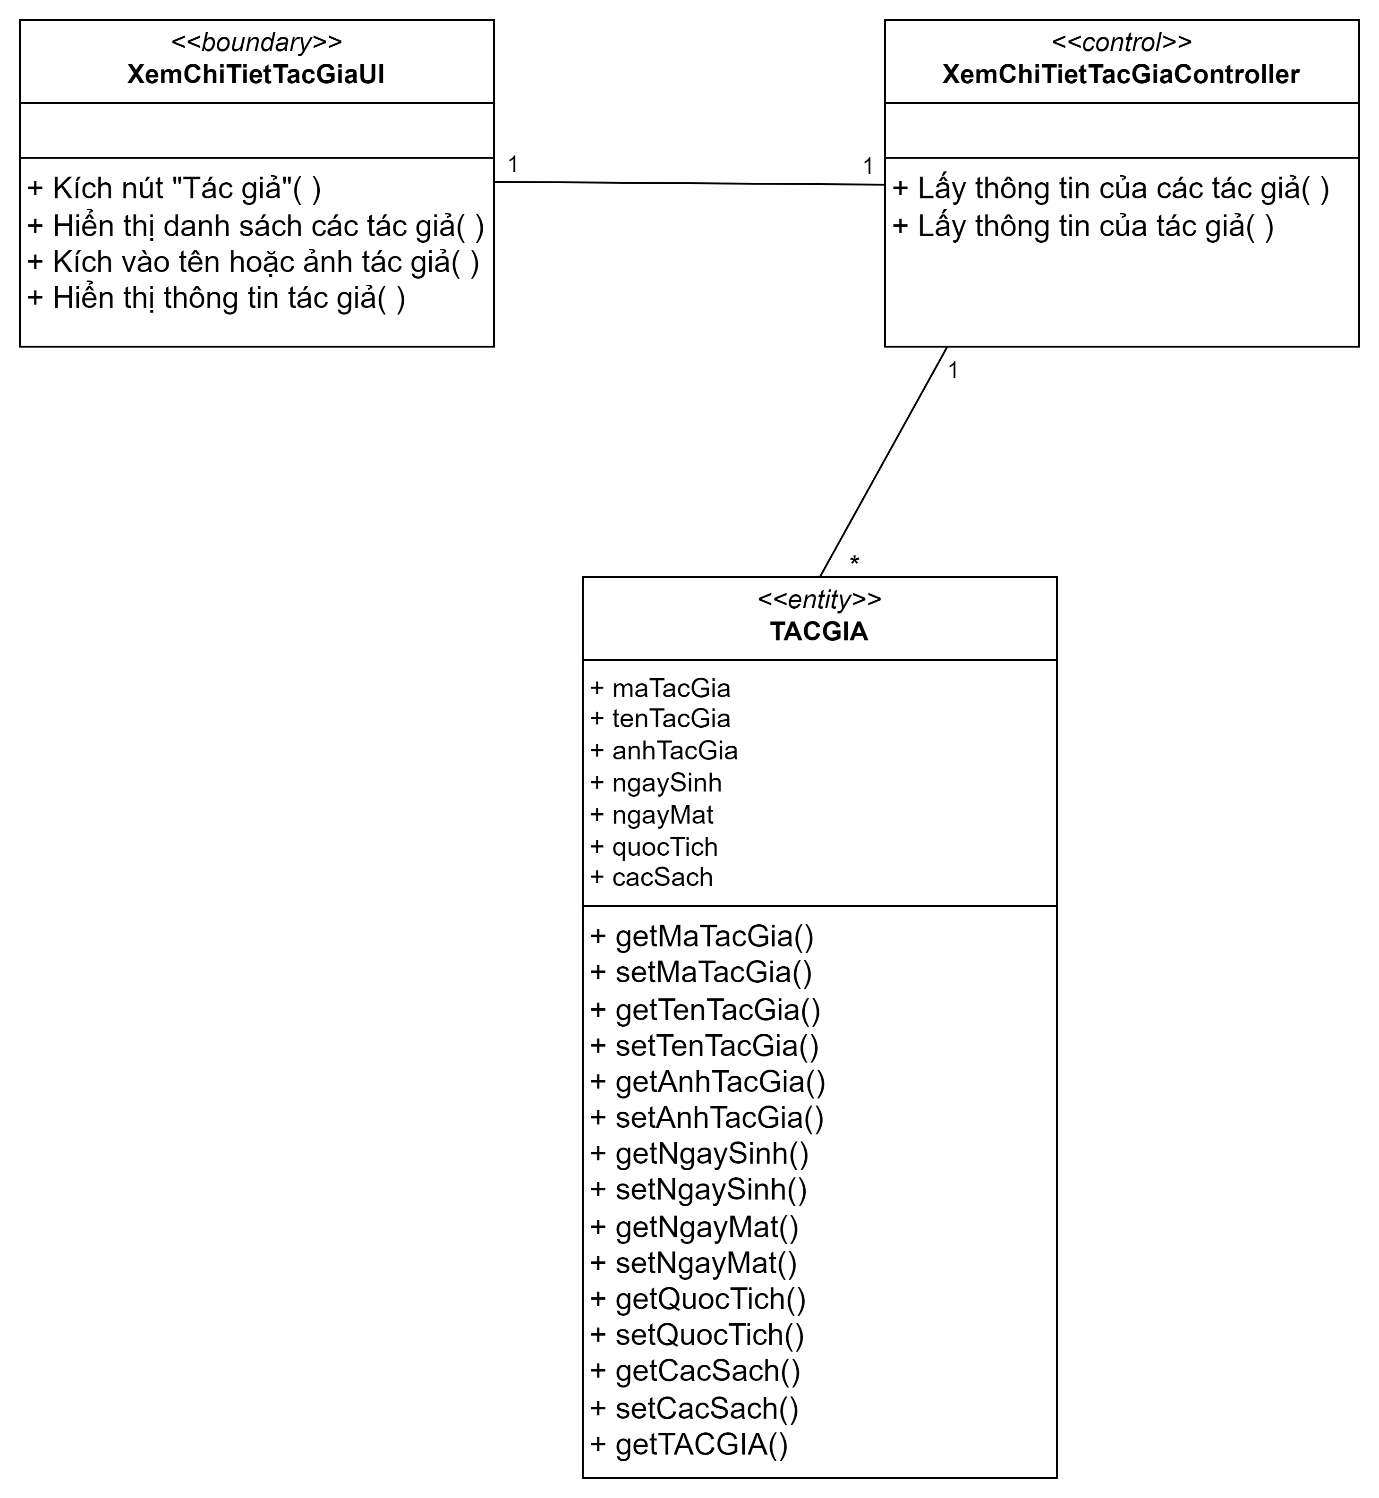 <<boundary>>
XemChiTietTacGiaUI
+ Kích nút "Tác giả"( )
+ Hiển thị danh sách các tác giả( )
+ Kích vào tên hoặc ảnh tác giả( )
+ Hiển thị thông tin tác giả( )
1
1
<<control>>
XemChiTietTacGiaController
+ Lấy thông tin của các tác giả( )
+ Lấy thông tin của tác giả( )
1
*
<<entity>>
TACGIA
+ maTacGia
+ tenTacGia
+ anhTacGia
+ ngaySinh
+ ngayMat
+ quocTich
+ cacSach
+ getMaTacGia()
+ setMaTacGia()
+ getTenTacGia()
+ setTenTacGia()
+ getAnhTacGia()
+ setAnhTacGia()
+ getNgaySinh()
+ setNgaySinh()
+ getNgayMat()
+ setNgayMat()
+ getQuocTich()
+ setQuocTich()
+ getCacSach()
+ setCacSach()
+ getTACGIA()